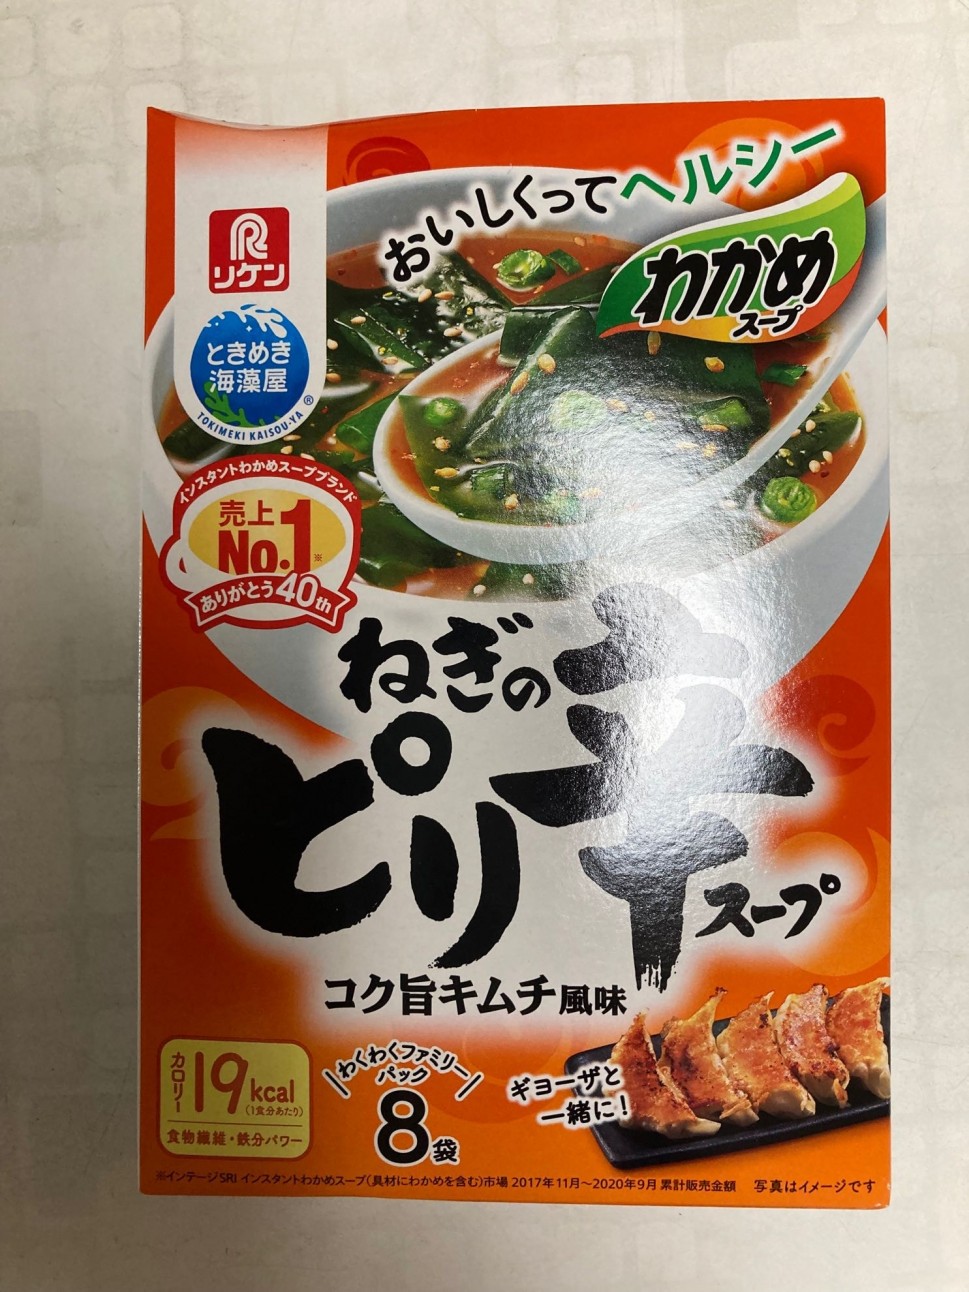 おいしくってヘルシー
わかめ
スープ
R
リケン
ときめき
海藻屋
®
TOKIMEKI KAISOU-YA
インスタントわかめスープブランド
売上
No.1※
ありがとう40th
ねぎの
ピリ辛
スープ
コク旨キムチ風味
カロリー
19kcal
(1食分あたり)
食物繊維・鉄分パワー
わくわくファミリー
パック
8袋
ギョーザと
一緒に!
※インテージSRI インスタントわかめスープ(具材にわかめを含む)市場 2017年11月〜2020年9月 累計販売金額 写真はイメージです